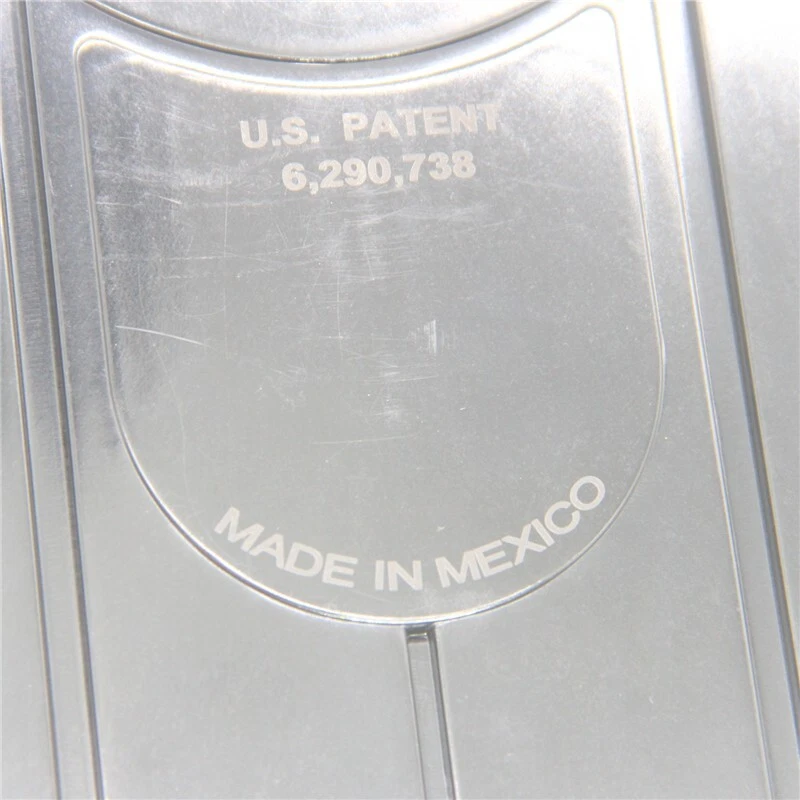 U.S. PATENT
6,290,738
MADE IN MEXICO